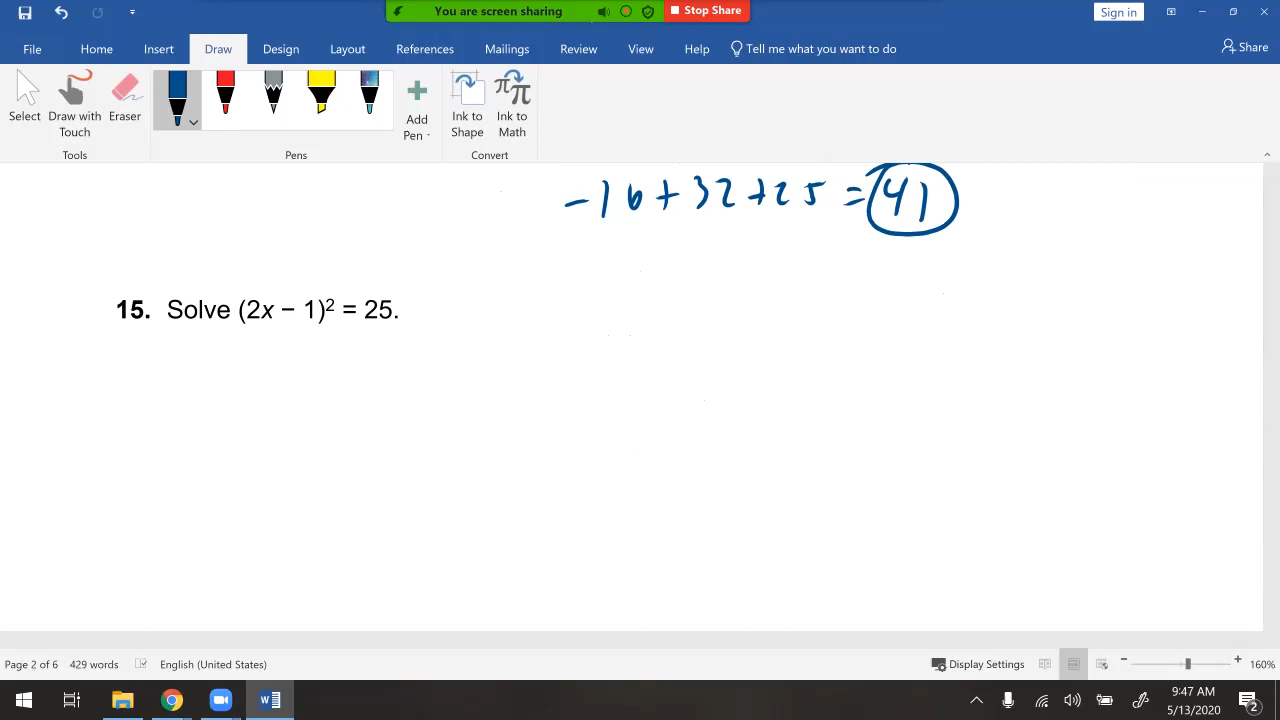 You are screen sharing Stop Share Sign in
File Home Insert Draw Design Layout References Mailings Review View Help Tell me what you want to do Share
Select Draw with Touch Eraser Add Pen Ink to Shape Ink to Math
Tools Pens Convert
-16+32+25=41
15. Solve (2x − 1)² = 25.
Page 2 of 6 429 words English (United States) Display Settings 160%
9:47 AM
5/13/2020
2